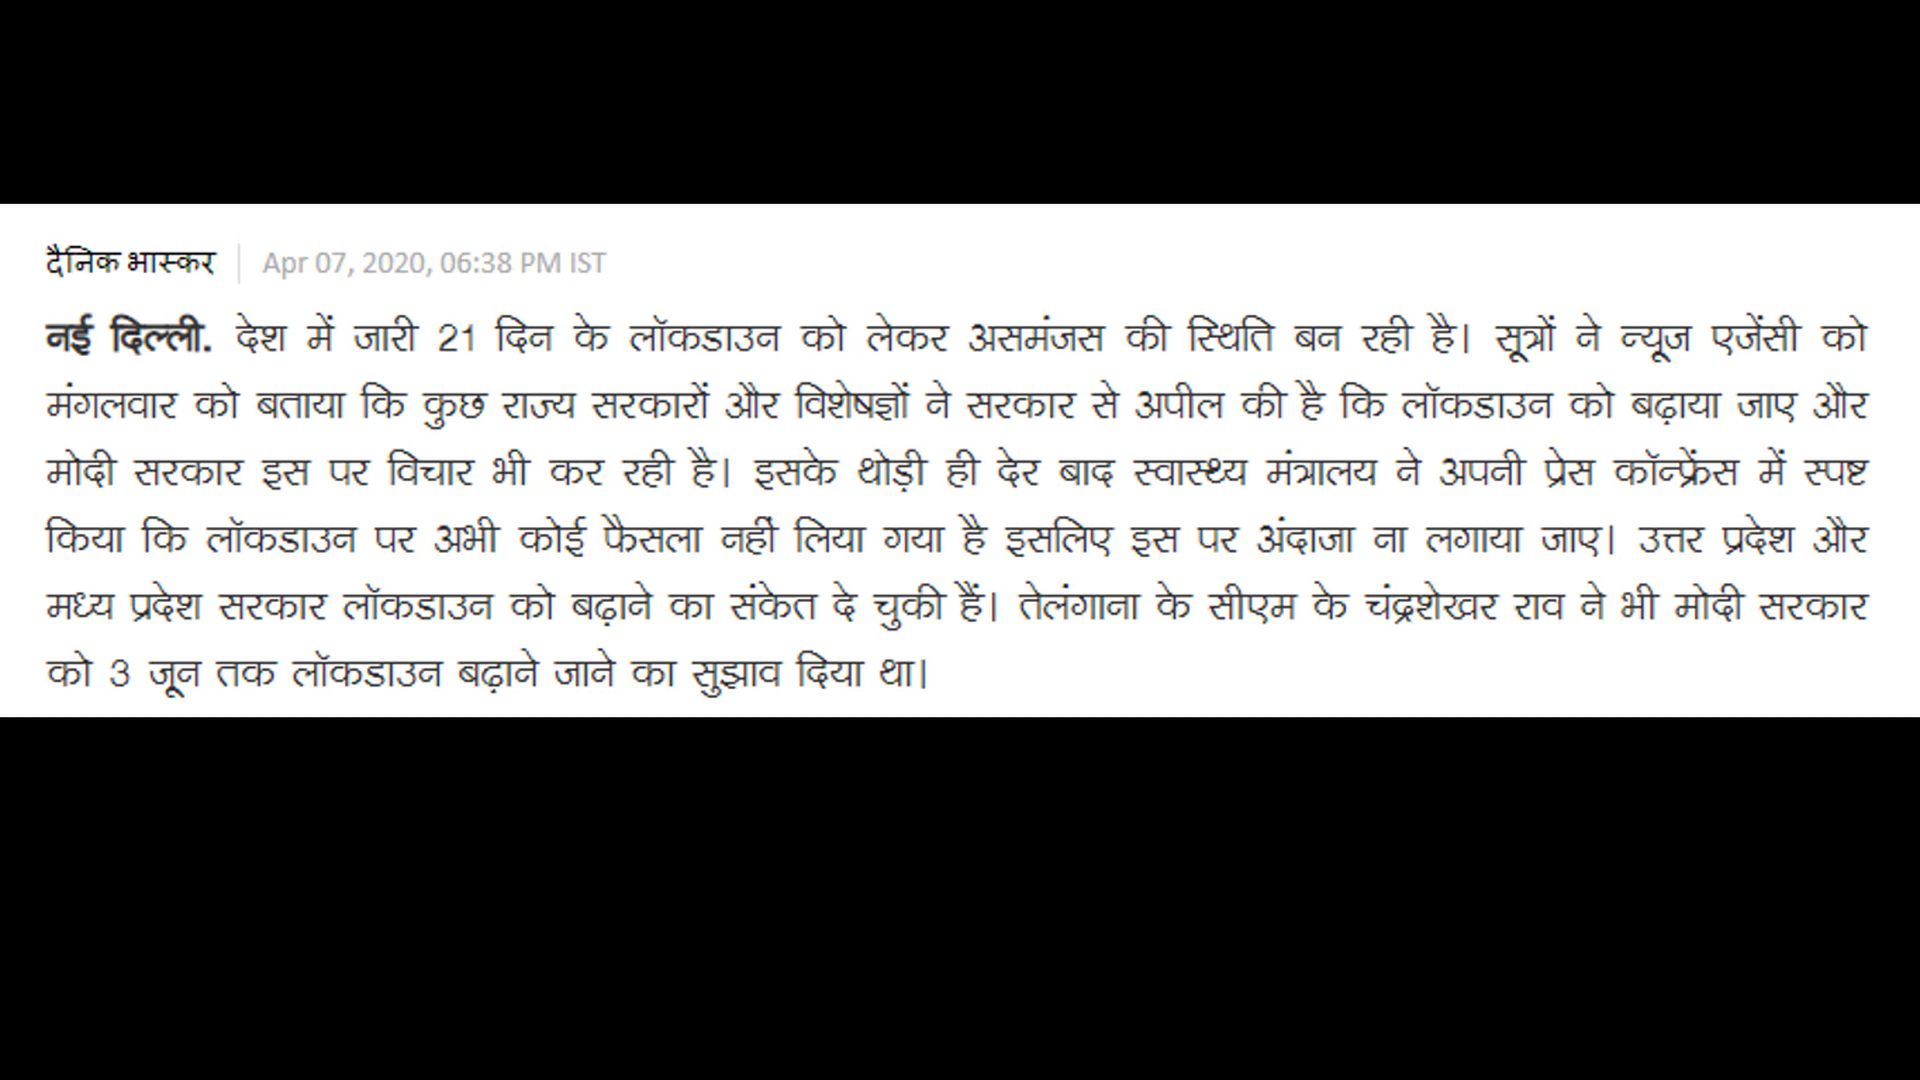 दैनिक भास्कर | Apr 07, 2020, 06:38 PM IST
नई दिल्ली. देश में जारी 21 दिन के लॉकडाउन को लेकर असमंजस की स्थिति बन रही है। सूत्रों ने न्यूज एजेंसी को
मंगलवार को बताया कि कुछ राज्य सरकारों और विशेषज्ञों ने सरकार से अपील की है कि लॉकडाउन को बढ़ाया जाए और
मोदी सरकार इस पर विचार भी कर रही है। इसके थोड़ी ही देर बाद स्वास्थ्य मंत्रालय ने अपनी प्रेस कॉन्फ्रेंस में स्पष्ट
किया कि लॉकडाउन पर अभी कोई फैसला नहीं लिया गया है इसलिए इस पर अंदाजा ना लगाया जाए। उत्तर प्रदेश और
मध्य प्रदेश सरकार लॉकडाउन को बढ़ाने का संकेत दे चुकी हैं। तेलंगाना के सीएम के चंद्रशेखर राव ने भी मोदी सरकार
को 3 जून तक लॉकडाउन बढ़ाने जाने का सुझाव दिया था।